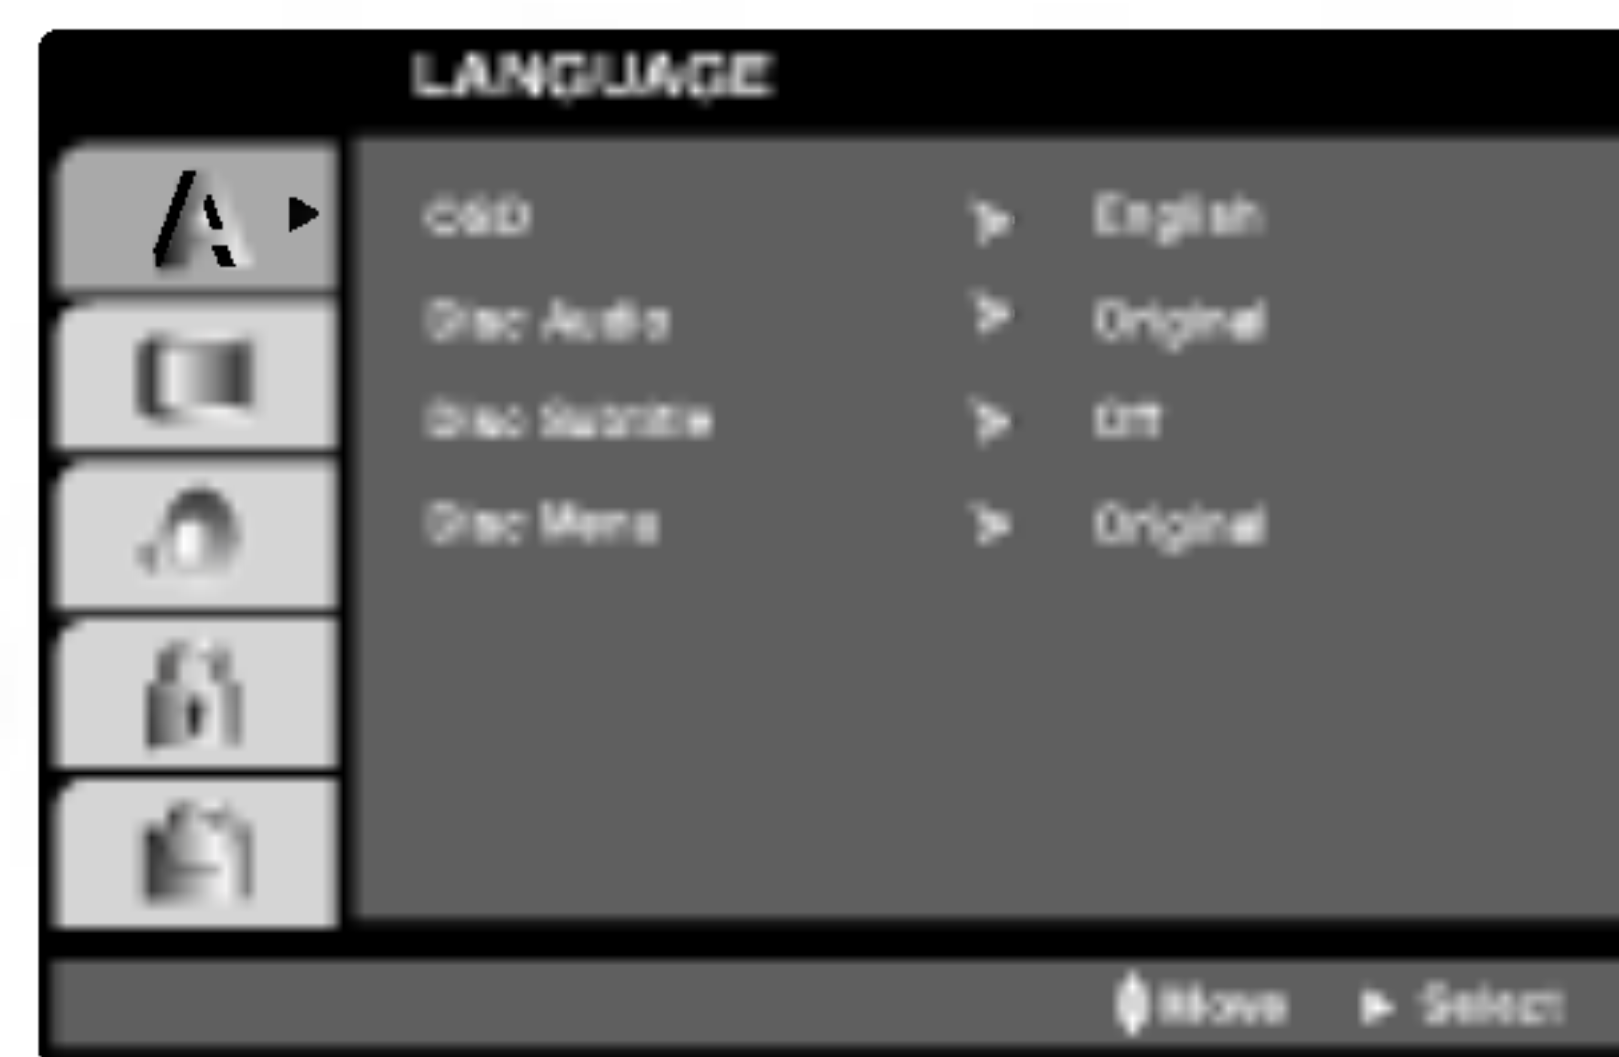 LANGUAGE
OSD English
Disc Audio Original
Disc Subtitle Off
Disc Menu Original
Move Select